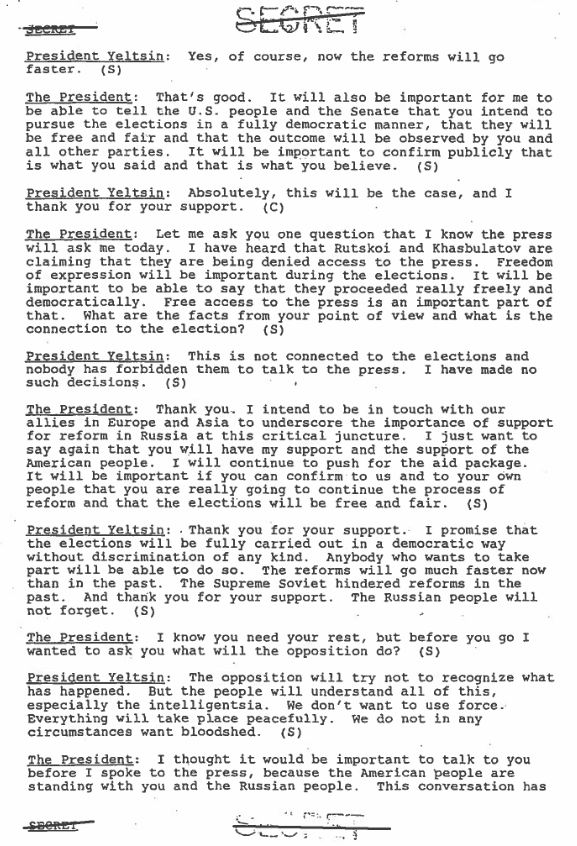 SECRET SECRET
President Yeltsin: Yes, of course, now the reforms will go
faster. (S)
The President: That's good. It will also be important for me to
be able to tell the U.S. people and the Senate that you intend to
pursue the elections in a fully democratic manner, that they will
be free and fair and that the outcome will be observed by you and
all other parties. It will be important to confirm publicly that
is what you said and that is what you believe. (S)
President Yeltsin: Absolutely, this will be the case, and I
thank you for your support. (C)
The President: Let me ask you one question that I know the press
will ask me today. I have heard that Rutskoi and Khasbulatov are
claiming that they are being denied access to the press. Freedom
of expression will be important during the elections. It will be
important to be able to say that they proceeded really freely and
democratically. Free access to the press is an important part of
that. What are the facts from your point of view and what is the
connection to the election? (S)
President Yeltsin: This is not connected to the elections and
nobody has forbidden them to talk to the press. I have made no
such decisions. (S)
The President: Thank you. I intend to be in touch with our
allies in Europe and Asia to underscore the importance of support
for reform in Russia at this critical juncture. I just want to
say again that you will have my support and the support of the
American people. I will continue to push for the aid package.
It will be important if you can confirm to us and to your own
people that you are really going to continue the process of
reform and that the elections will be free and fair. (S)
President Yeltsin: Thank you for your support. I promise that
the elections will be fully carried out in a democratic way
without discrimination of any kind. Anybody who wants to take
part will be able to do so. The reforms will go much faster now
than in the past. The Supreme Soviet hindered reforms in the
past. And thank you for your support. The Russian people will
not forget. (S)
The President: I know you need your rest, but before you go I
wanted to ask you what will the opposition do? (S)
President Yeltsin: The opposition will try not to recognize what
has happened. But the people will understand all of this,
especially the intelligentsia. We don't want to use force.
Everything will take place peacefully. We do not in any
circumstances want bloodshed. (S)
The President: I thought it would be important to talk to you
before I spoke to the press, because the American people are
standing with you and the Russian people. This conversation has
SECRET